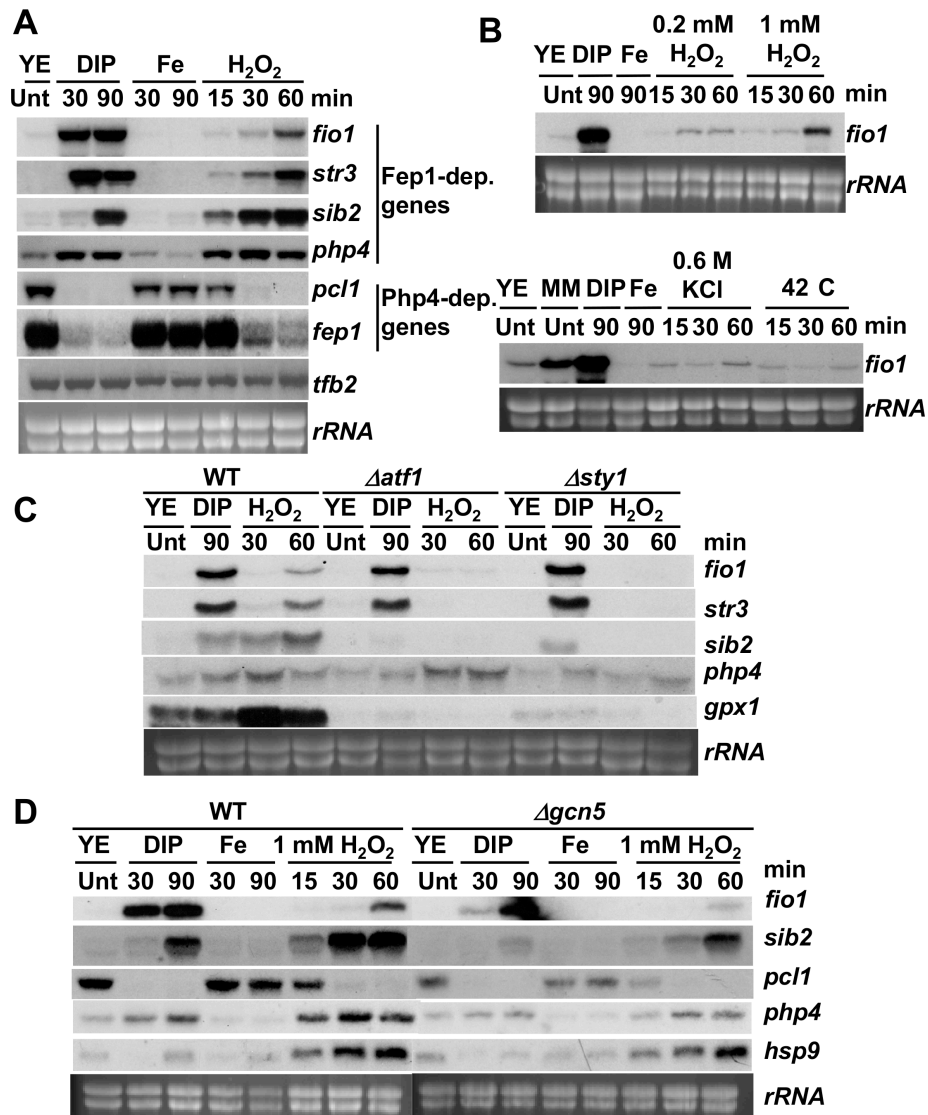 A
YE DIP Fe H₂O₂
Unt 30 90 30 90 15 30 60 min
fio1
str3
sib2
php4
Fep1-dep.
genes
pcl1
fep1
Php4-dep.
genes
tfb2
rRNA
B
0.2 mM 1 mM
YE DIP Fe H₂O₂ H₂O₂
Unt 90 90 15 30 60 15 30 60 min
fio1
rRNA
0.6 M
YE MM DIP Fe KCl 42 C
Unt Unt 90 90 15 30 60 15 30 60 min
fio1
rRNA
C
WT Δatf1 Δsty1
YE DIP H₂O₂ YE DIP H₂O₂ YE DIP H₂O₂
Unt 90 30 60 Unt 90 30 60 Unt 90 30 60 min
fio1
str3
sib2
php4
gpx1
rRNA
D
WT Δgcn5
YE DIP Fe 1 mM H₂O₂ YE DIP Fe 1 mM H₂O₂
Unt 30 90 30 90 15 30 60 Unt 30 90 30 90 15 30 60 min
fio1
sib2
pcl1
php4
hsp9
rRNA